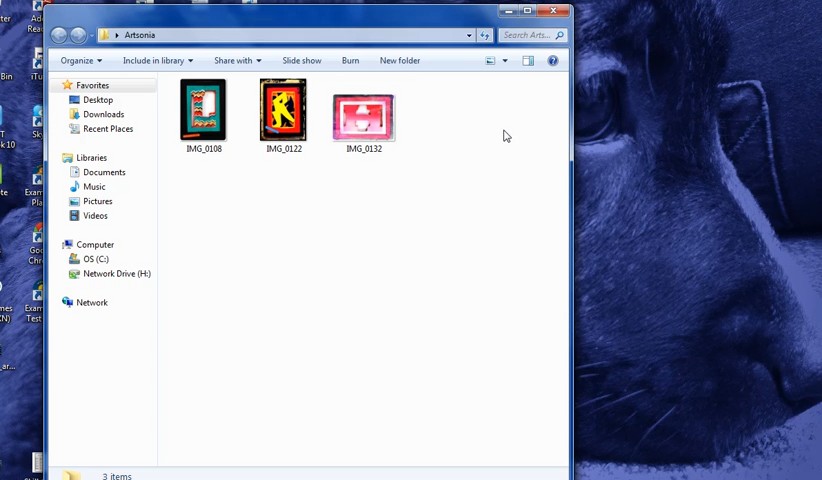 Artsonia
Search Arts...
Organize
Include in library
Share with
Slide show
Burn
New folder
Favorites
Desktop
Downloads
Recent Places
Libraries
Documents
Music
Pictures
Videos
Computer
OS (C:)
Network Drive (H:)
Network
IMG_0108
IMG_0122
IMG_0132
3 items
Bin